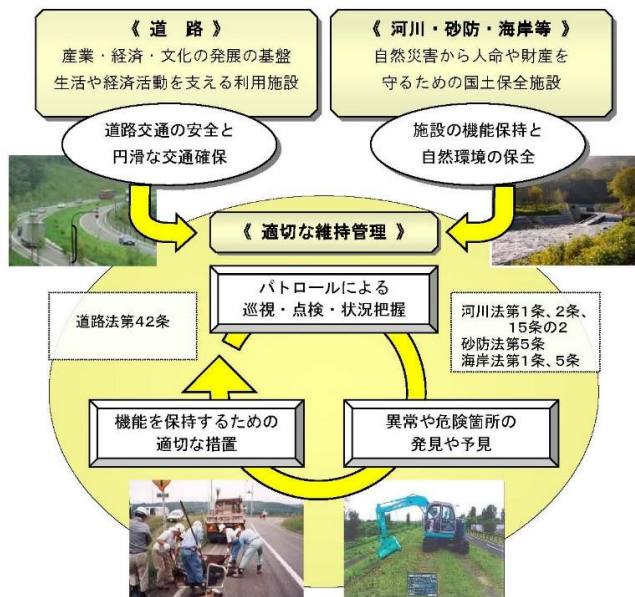 《 道　路 》
産業・経済・文化の発展の基盤
生活や経済活動を支える利用施設
《 河川・砂防・海岸等 》
自然災害から人命や財産を
守るための国土保全施設
道路交通の安全と
円滑な交通確保
施設の機能保持と
自然環境の保全
《 適切な維持管理 》
パトロールによる
巡視・点検・状況把握
道路法第42条
河川法第1条、2条、
15条の2
砂防法第5条
海岸法第1条、5条
機能を保持するための
適切な措置
異常や危険箇所の
発見や予見